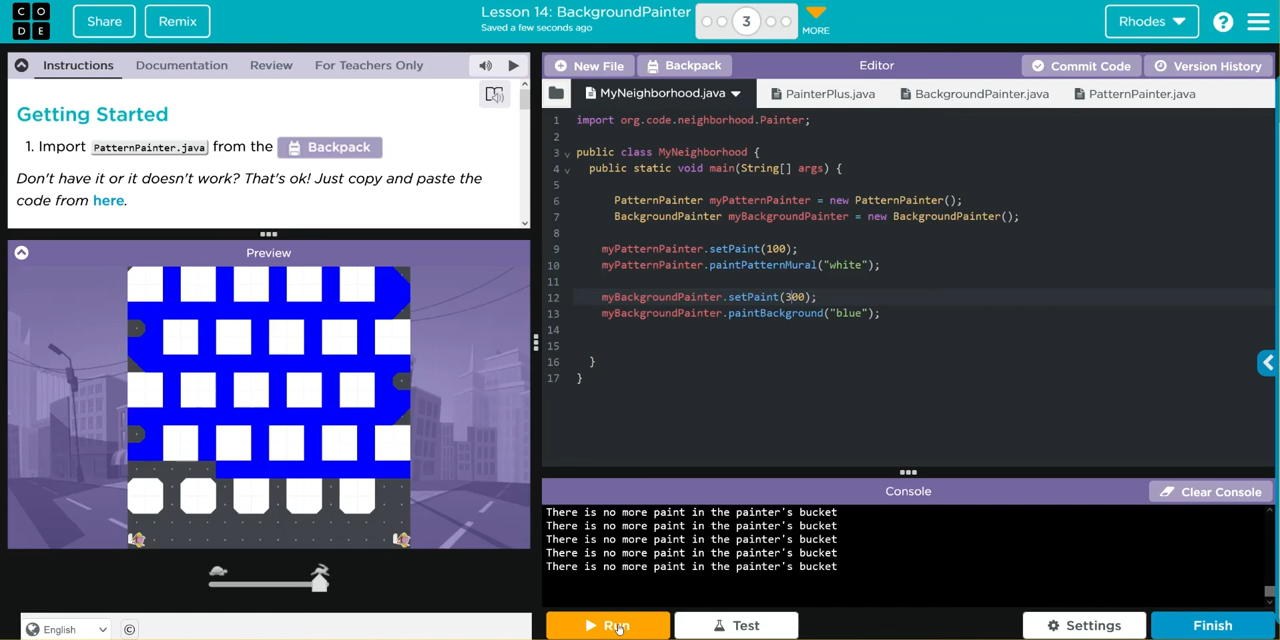 CO
DE
Share
Remix
Lesson 14: BackgroundPainter
Saved a few seconds ago
3
MORE
Rhodes
?
Instructions
Documentation
Review
For Teachers Only
New File
Backpack
Editor
Commit Code
Version History
MyNeighborhood.java
PainterPlus.java
BackgroundPainter.java
PatternPainter.java
Getting Started
1. Import PatternPainter.java from the Backpack
Don't have it or it doesn't work? That's ok! Just copy and paste the
code from here.
Preview
1 import org.code.neighborhood.Painter;
2
3 public class MyNeighborhood {
4 public static void main(String[] args) {
5
6 PatternPainter myPatternPainter = new PatternPainter();
7 BackgroundPainter myBackgroundPainter = new BackgroundPainter();
8
9 myPatternPainter.setPaint(100);
10 myPatternPainter.paintPatternMural("white");
11
12 myBackgroundPainter.setPaint(300);
13 myBackgroundPainter.paintBackground("blue");
14
15
16 }
17 }
Console
Clear Console
There is no more paint in the painter's bucket
There is no more paint in the painter's bucket
There is no more paint in the painter's bucket
There is no more paint in the painter's bucket
There is no more paint in the painter's bucket
English
©
Run
Test
Settings
Finish